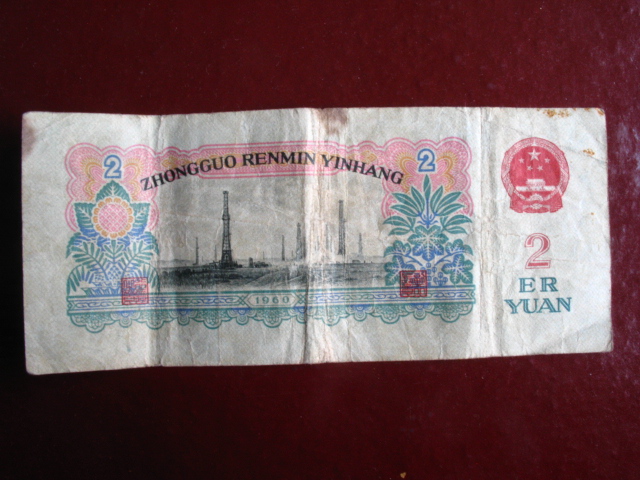 2
ZHONGGUO RENMIN YINHANG
2
1960
2
ER
YUAN